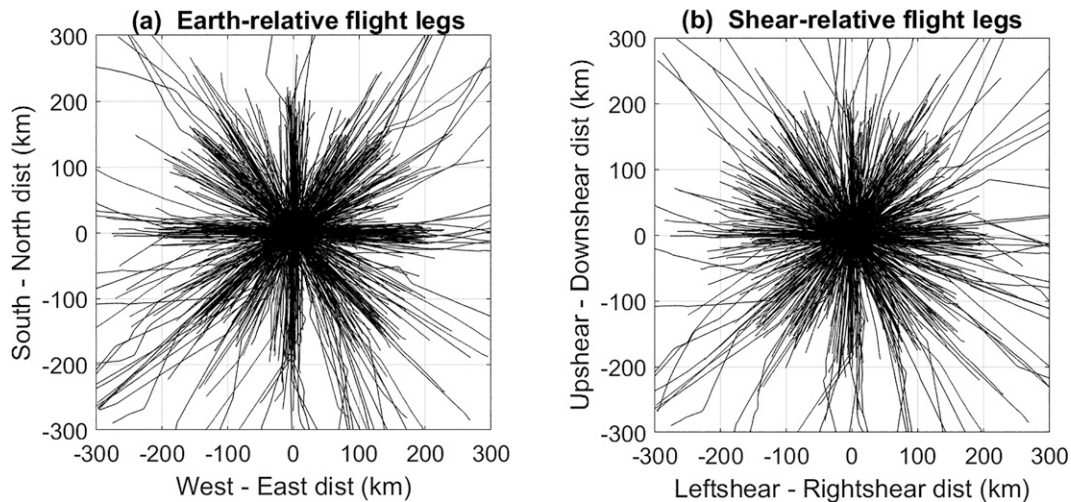 (a) Earth-relative flight legs
300
200
100
0
-100
-200
-300
South - North dist (km)
-300 -200 -100 0 100 200 300
West - East dist (km)
(b) Shear-relative flight legs
300
200
100
0
-100
-200
-300
Upshear - Downshear dist (km)
-300 -200 -100 0 100 200 300
Leftshear - Rightshear dist (km)